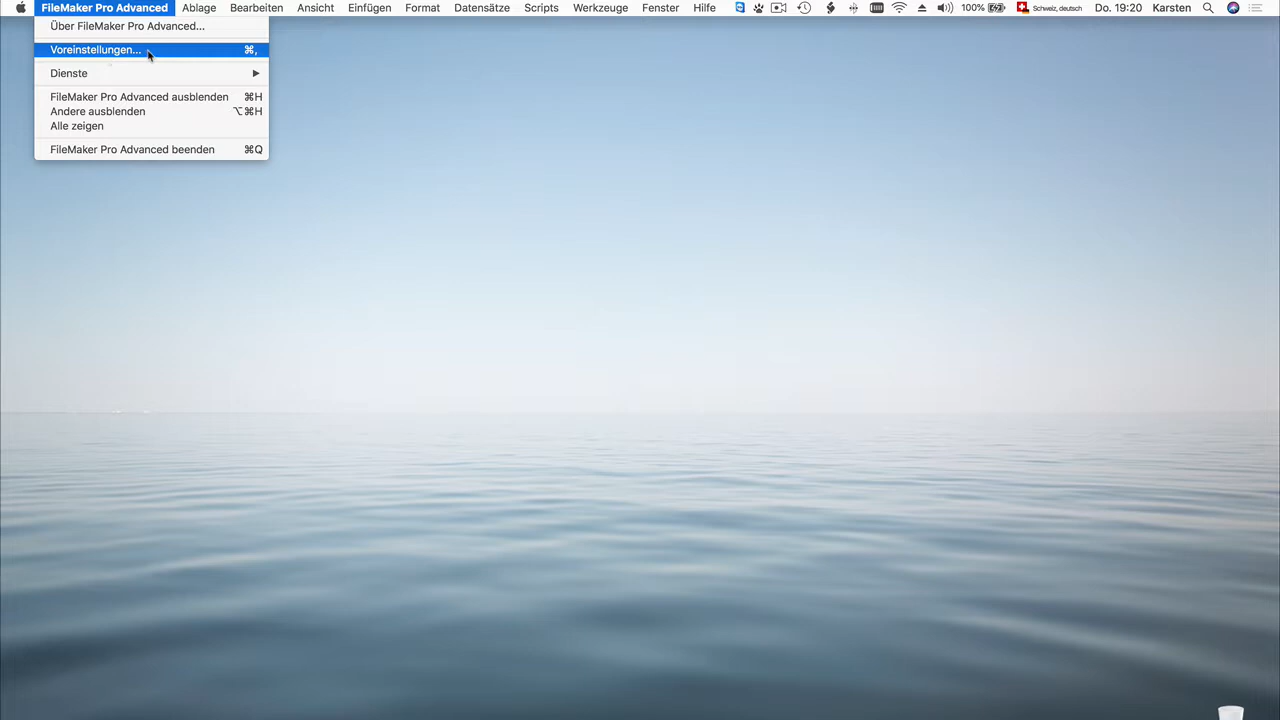 FileMaker Pro Advanced Ablage Bearbeiten Ansicht Einfügen Format Datensätze Scripts Werkzeuge Fenster Hilfe 100% Schweiz, deutsch Do. 19:20 Karsten
Über FileMaker Pro Advanced...
Voreinstellungen... ⌘,
Dienste
FileMaker Pro Advanced ausblenden ⌘H
Andere ausblenden ⌥⌘H
Alle zeigen
FileMaker Pro Advanced beenden ⌘Q